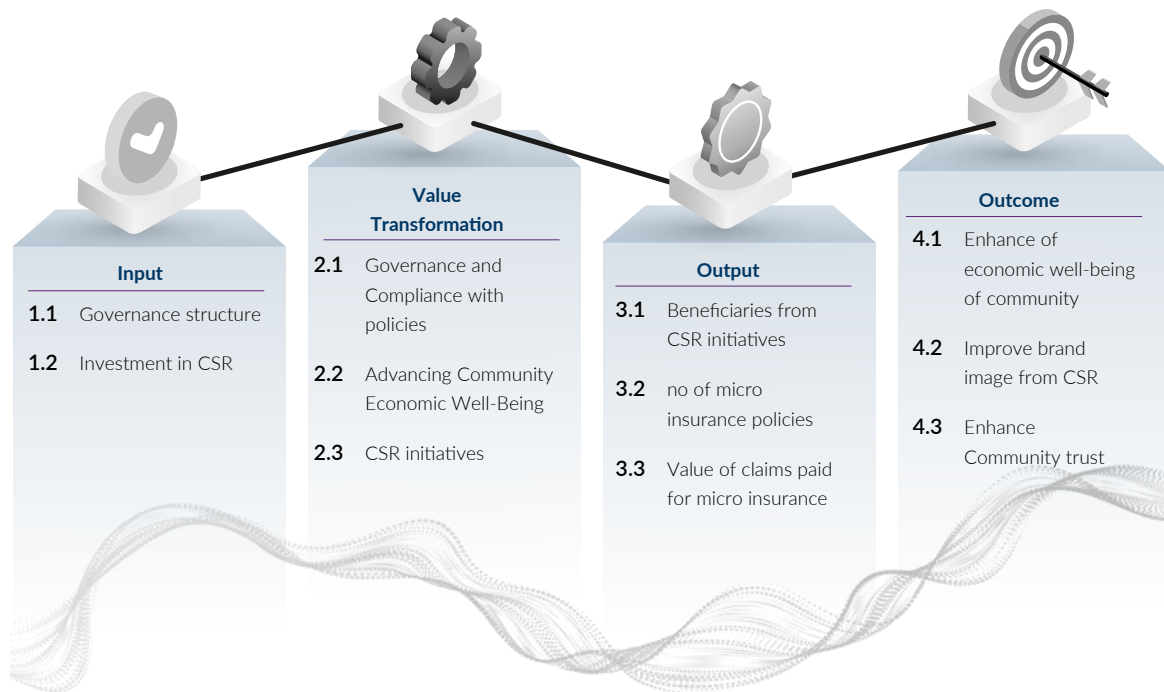 Input
1.1 Governance structure
1.2 Investment in CSR
Value
Transformation
2.1 Governance and
Compliance with
policies
2.2 Advancing Community
Economic Well-Being
2.3 CSR initiatives
Output
3.1 Beneficiaries from
CSR initiatives
3.2 no of micro
insurance policies
3.3 Value of claims paid
for micro insurance
Outcome
4.1 Enhance of
economic well-being
of community
4.2 Improve brand
image from CSR
4.3 Enhance
Community trust